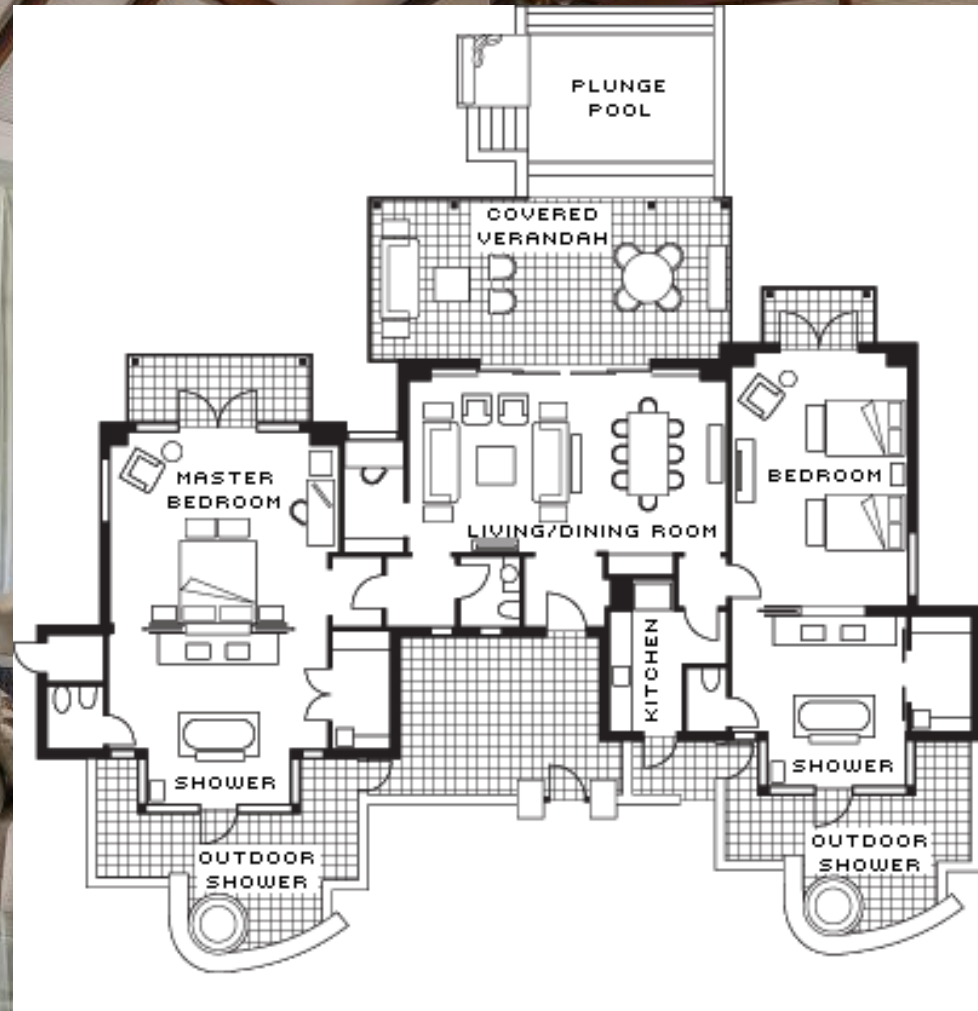 PLUNGE
POOL
COVERED
VERANDAH
MASTER
BEDROOM
BEDROOM
LIVING/DINING ROOM
KITCHEN
SHOWER
SHOWER
OUTDOOR
SHOWER
OUTDOOR
SHOWER